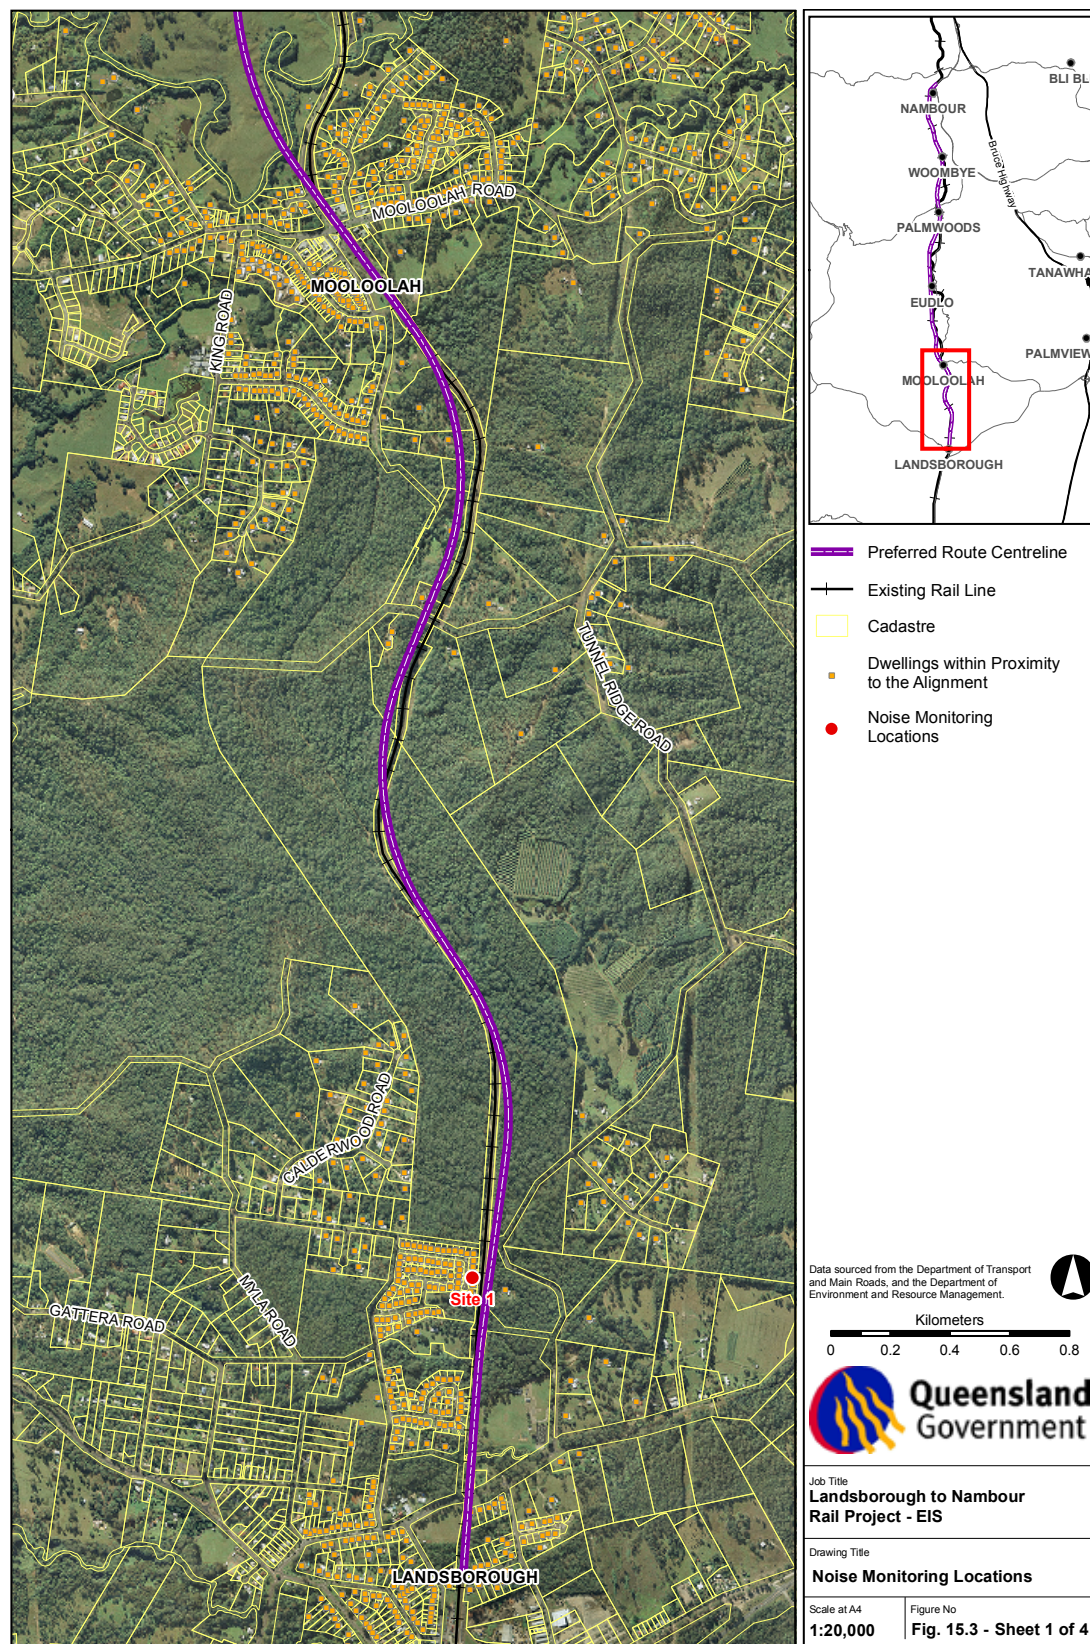 MOOLOOLAH ROAD
MOOLOOLAH
KING ROAD
TUNNEL RIDGE ROAD
CALDERWOOD ROAD
MYLA ROAD
GATTERA ROAD
Site 1
LANDSBOROUGH
BLI BL
NAMBOUR
Bruce Highway
WOOMBYE
PALMWOODS
TANAWHA
EUDLO
PALMVIEW
MOOLOOLAH
LANDSBOROUGH
Preferred Route Centreline
Existing Rail Line
Cadastre
Dwellings within Proximity
to the Alignment
Noise Monitoring
Locations
Data sourced from the Department of Transport
and Main Roads, and the Department of
Environment and Resource Management.
Kilometers
0 0.2 0.4 0.6 0.8
Queensland
Government
Job Title
Landsborough to Nambour
Rail Project - EIS
Drawing Title
Noise Monitoring Locations
Scale at A4
1:20,000
Figure No
Fig. 15.3 - Sheet 1 of 4